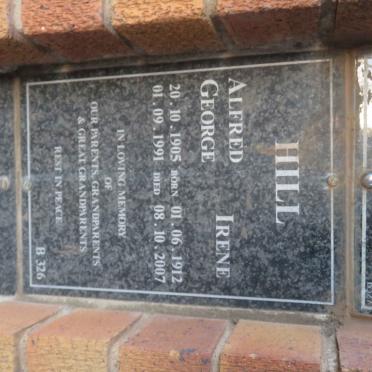 HILL
ALFRED
GEORGE IRENE
20.10.1905 BORN 01.06.1912
01.09.1991 DIED 08.10.2007
IN LOVING MEMORY
OF
OUR PARENTS, GRANDPARENTS
& GREAT GRANDPARENTS
REST IN PEACE
B 326